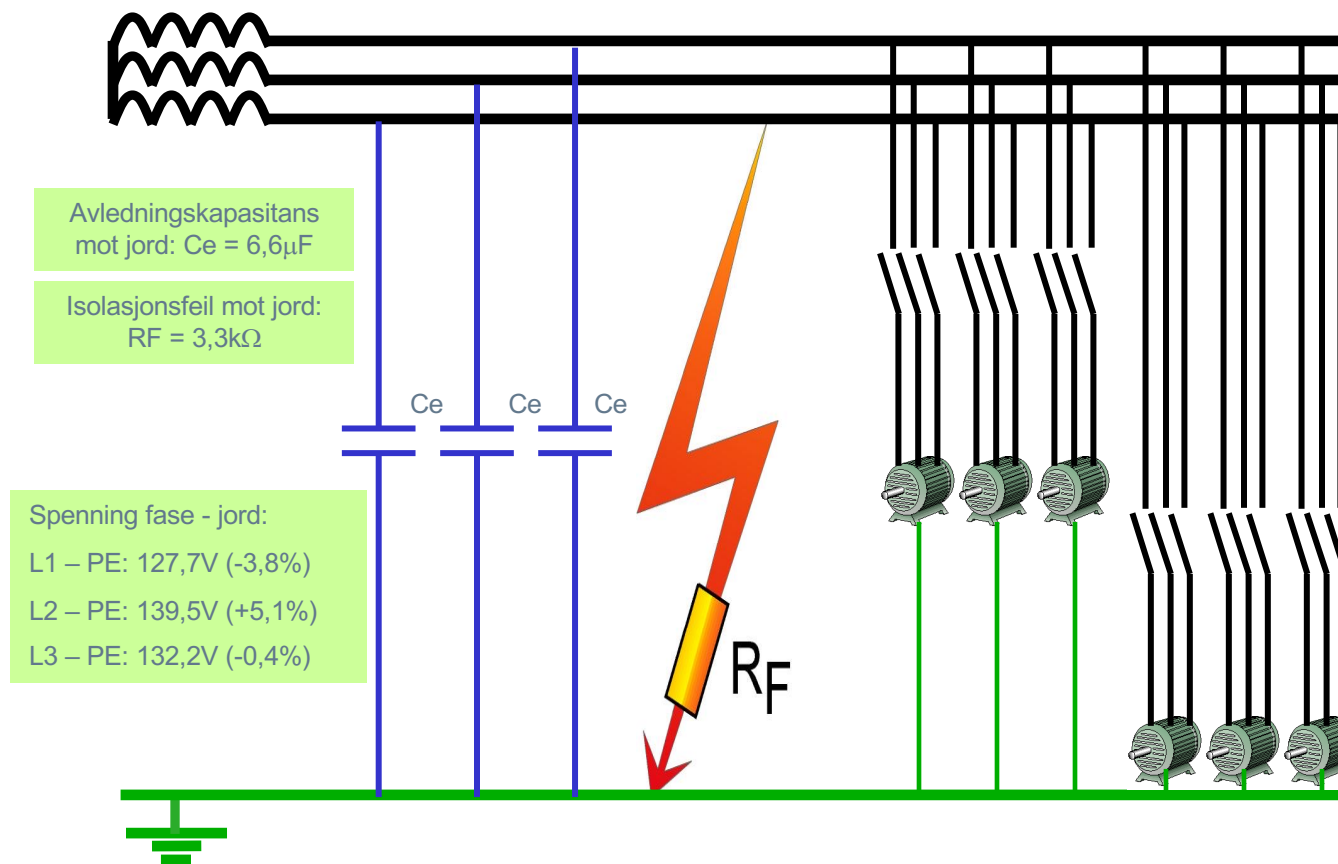 Avledningskapasitans
mot jord: Ce = 6,6μF
Isolasjonsfeil mot jord:
RF = 3,3kΩ
Ce
Ce
Ce
Spenning fase - jord:
L1 – PE: 127,7V (-3,8%)
L2 – PE: 139,5V (+5,1%)
L3 – PE: 132,2V (-0,4%)
RF